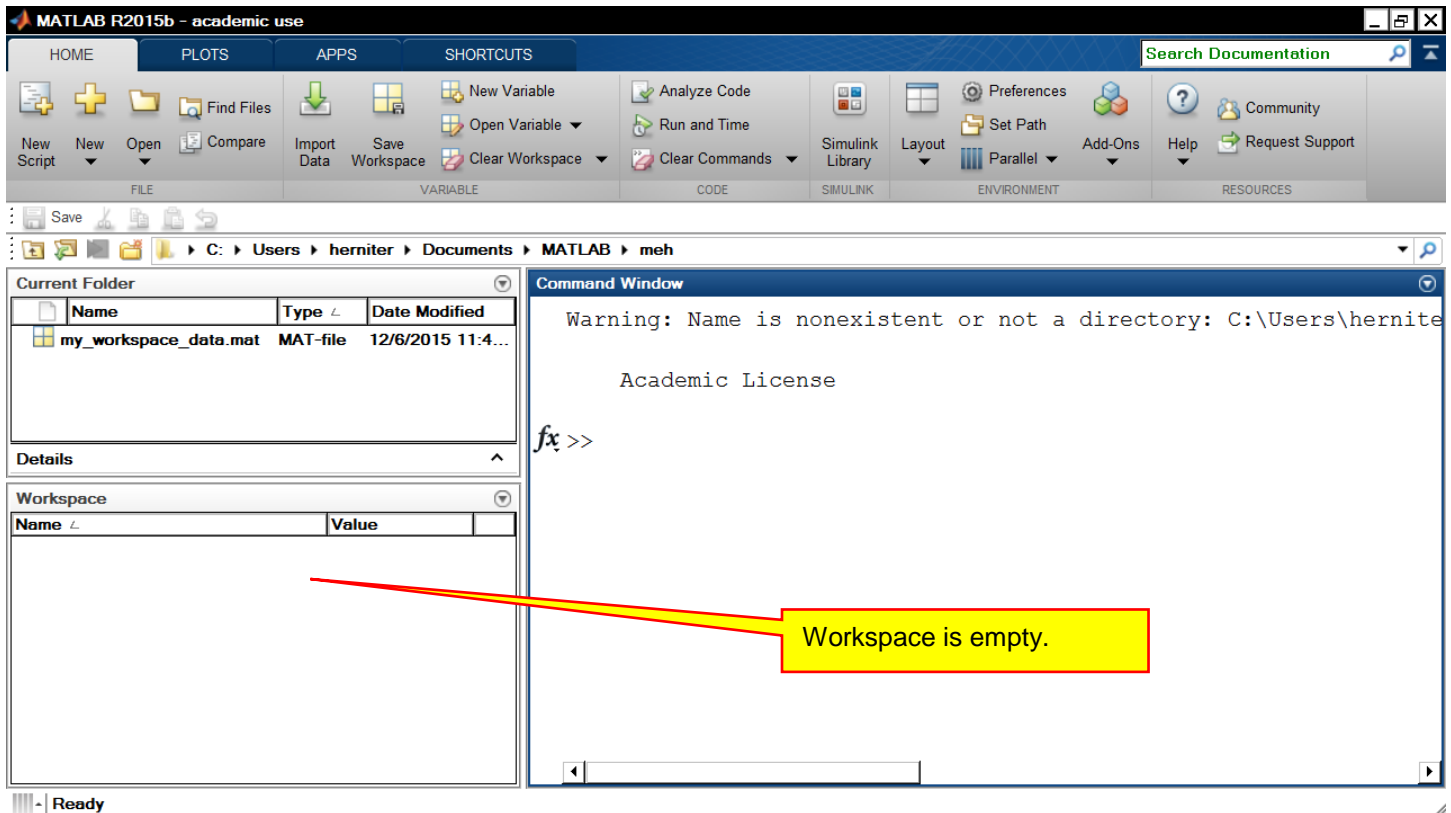 MATLAB R2015b - academic use
HOME PLOTS APPS SHORTCUTS Search Documentation
New Script
New
Open
Find Files
Compare
FILE
Import Data
Save Workspace
New Variable
Open Variable
Clear Workspace
VARIABLE
Analyze Code
Run and Time
Clear Commands
CODE
Simulink Library
SIMULINK
Layout
Preferences
Set Path
Parallel
Add-Ons
ENVIRONMENT
? Help
Community
Request Support
RESOURCES
Save
C: Users herniter Documents MATLAB meh
Current Folder
Name Type Date Modified
my_workspace_data.mat MAT-file 12/6/2015 11:4...
Details
Workspace
Name Value
Command Window
Warning: Name is nonexistent or not a directory: C:\Users\hernite
Academic License
fx >>
Workspace is empty.
Ready